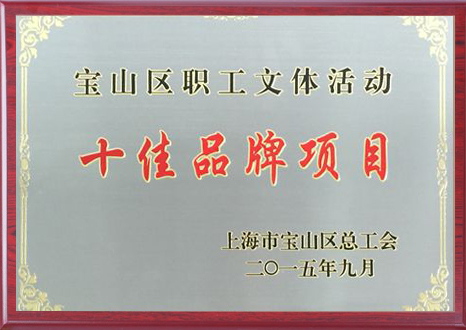 宝山区职工文体活动
十佳品牌项目
上海市宝山区总工会
二〇一五年九月